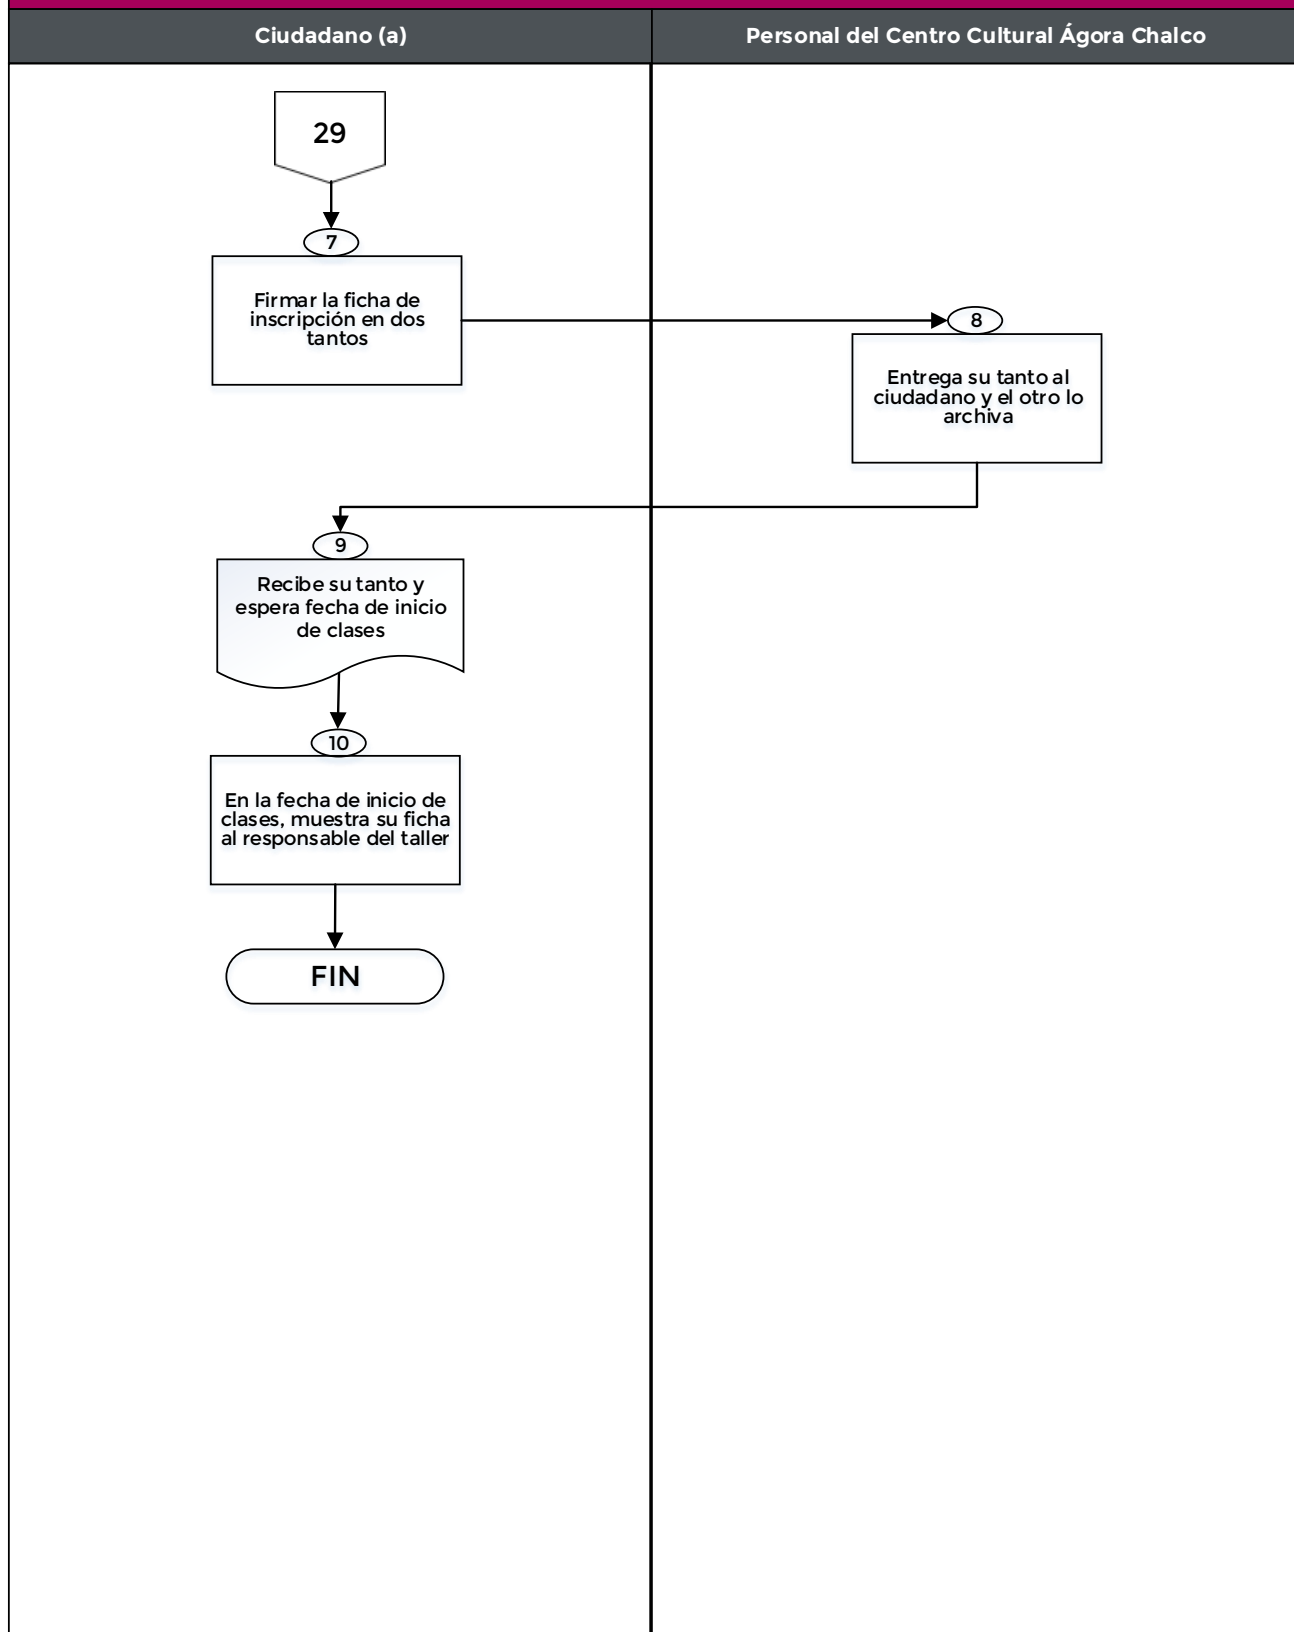 Ciudadano (a)
Personal del Centro Cultural Ágora Chalco
29
7
Firmar la ficha de
inscripción en dos
tantos
8
Entrega su tanto al
ciudadano y el otro lo
archiva
9
Recibe su tanto y
espera fecha de inicio
de clases
10
En la fecha de inicio de
clases, muestra su ficha
al responsable del taller
FIN